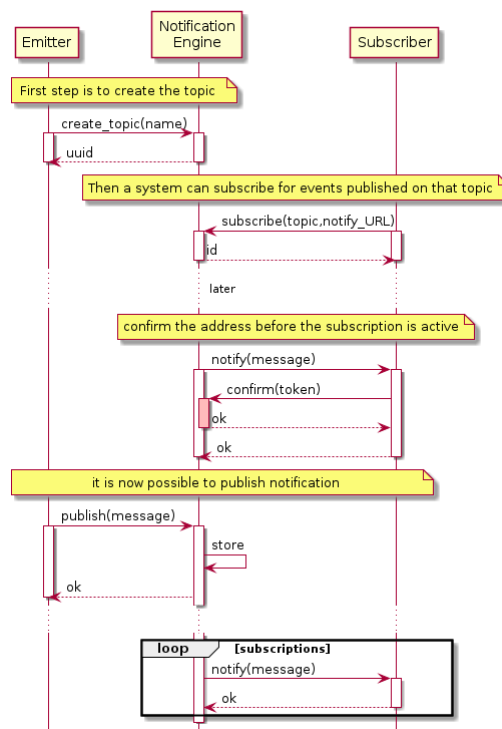 Emitter
Notification
Engine
Subscriber
First step is to create the topic
create_topic(name)
uuid
Then a system can subscribe for events published on that topic
subscribe(topic,notify_URL)
id
later
confirm the address before the subscription is active
notify(message)
confirm(token)
ok
ok
it is now possible to publish notification
publish(message)
store
ok
loop [subscriptions]
notify(message)
ok